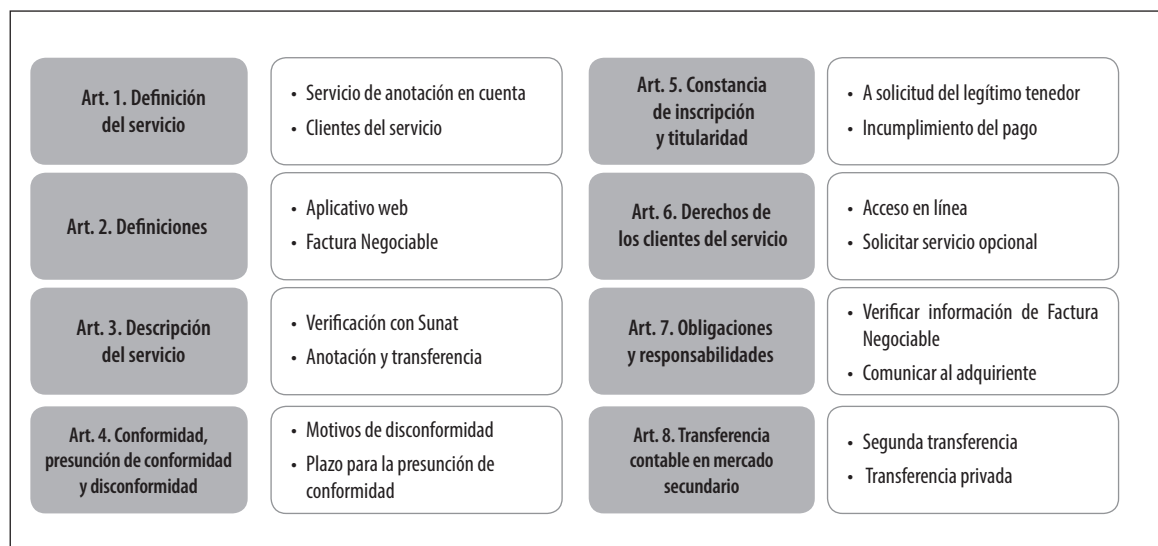 Art. 1. Definición
del servicio
• Servicio de anotación en cuenta
• Clientes del servicio
Art. 2. Definiciones
• Aplicativo web
• Factura Negociable
Art. 3. Descripción
del servicio
• Verificación con Sunat
• Anotación y transferencia
Art. 4. Conformidad,
presunción de conformidad
y disconformidad
• Motivos de disconformidad
• Plazo para la presunción de
conformidad
Art. 5. Constancia
de inscripción
y titularidad
• A solicitud del legítimo tenedor
• Incumplimiento del pago
Art. 6. Derechos de
los clientes del servicio
• Acceso en línea
• Solicitar servicio opcional
Art. 7. Obligaciones
y responsabilidades
• Verificar información de Factura
Negociable
• Comunicar al adquiriente
Art. 8. Transferencia
contable en mercado
secundario
• Segunda transferencia
• Transferencia privada